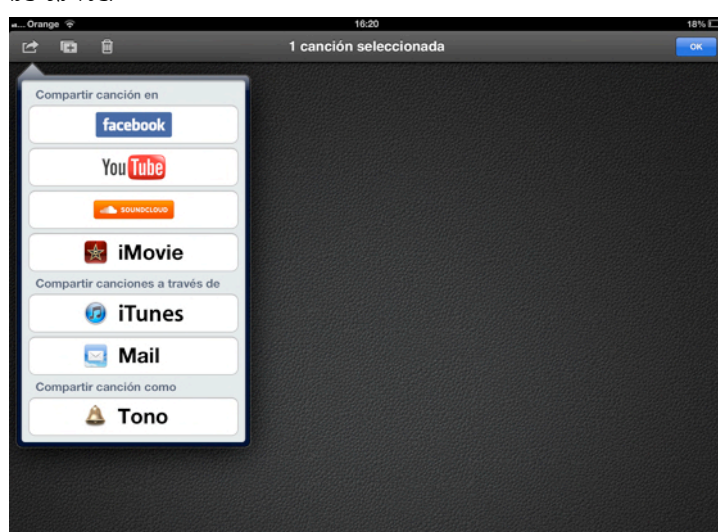 ... Orange
16:20
18%
1 canción seleccionada
OK
Compartir canción en
facebook
YouTube
SOUNDCLOUD
iMovie
Compartir canciones a través de
iTunes
Mail
Compartir canción como
Tono